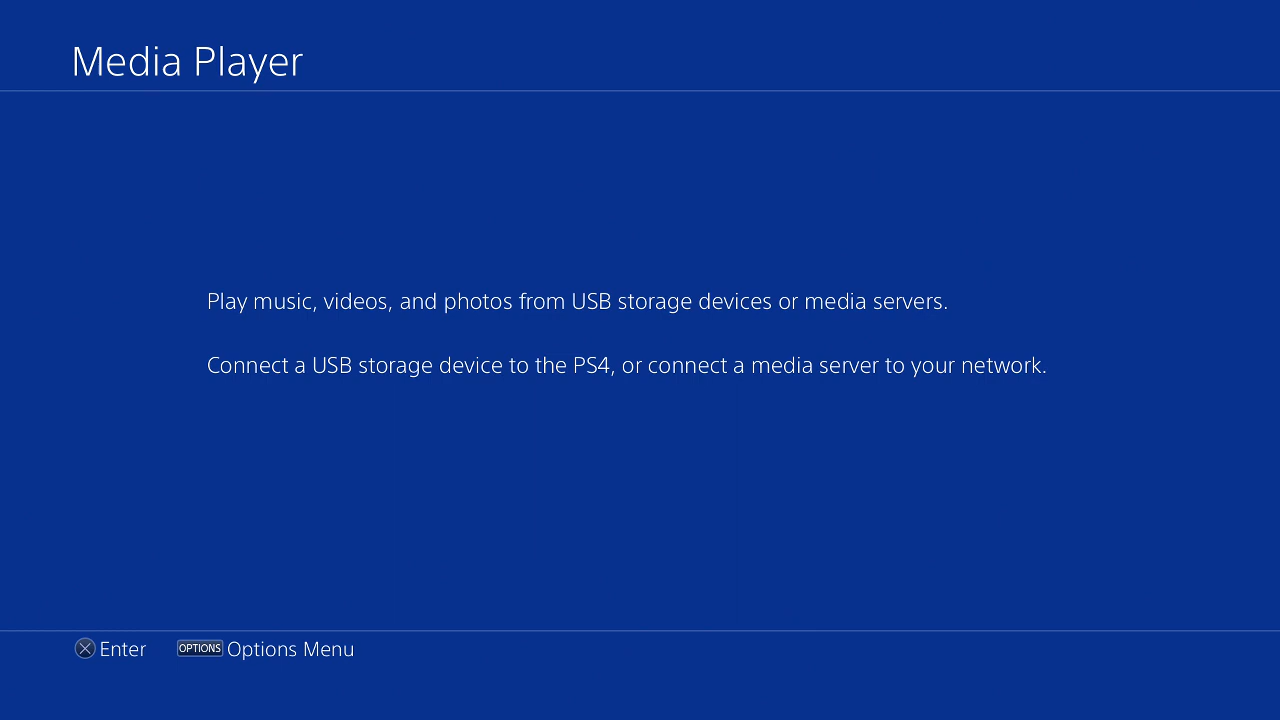 Media Player
Play music, videos, and photos from USB storage devices or media servers.
Connect a USB storage device to the PS4, or connect a media server to your network.
Enter OPTIONS Options Menu